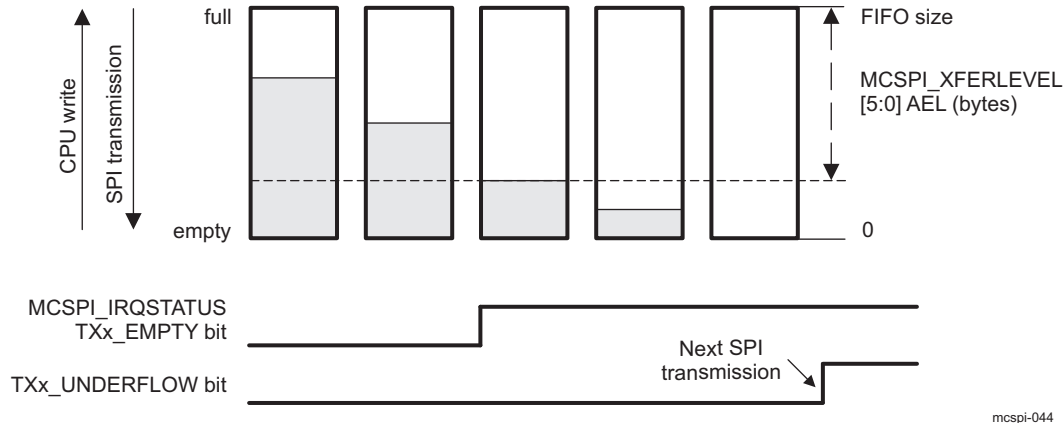 full
FIFO size
CPU write
SPI transmission
MCSPI_XFERLEVEL
[5:0] AEL (bytes)
empty
0
MCSPI_IRQSTATUS
TXx_EMPTY bit
Next SPI
transmission
TXx_UNDERFLOW bit
mcspi-044